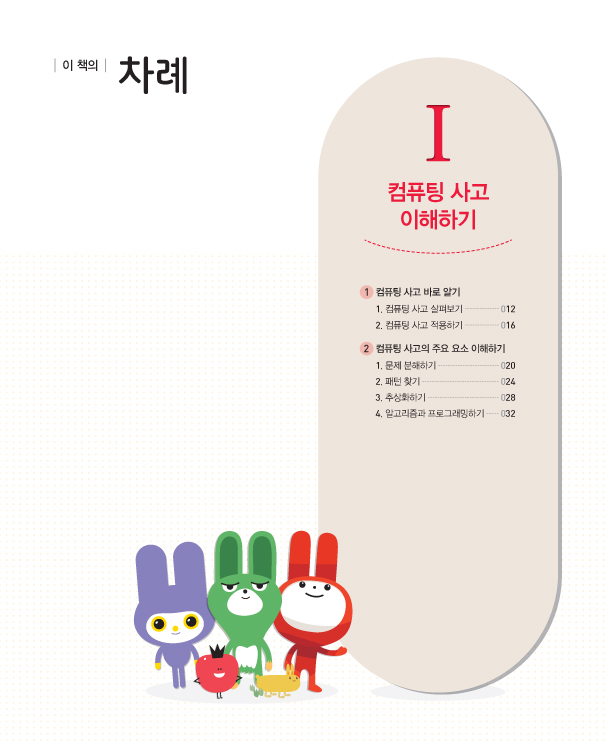 이 책의 차례
I
컴퓨팅 사고
이해하기
1 컴퓨팅 사고 바로 알기
1. 컴퓨팅 사고 살펴보기 012
2. 컴퓨팅 사고 적용하기 016
2 컴퓨팅 사고의 주요 요소 이해하기
1. 문제 분해하기 020
2. 패턴 찾기 024
3. 추상화하기 028
4. 알고리즘과 프로그래밍하기 032